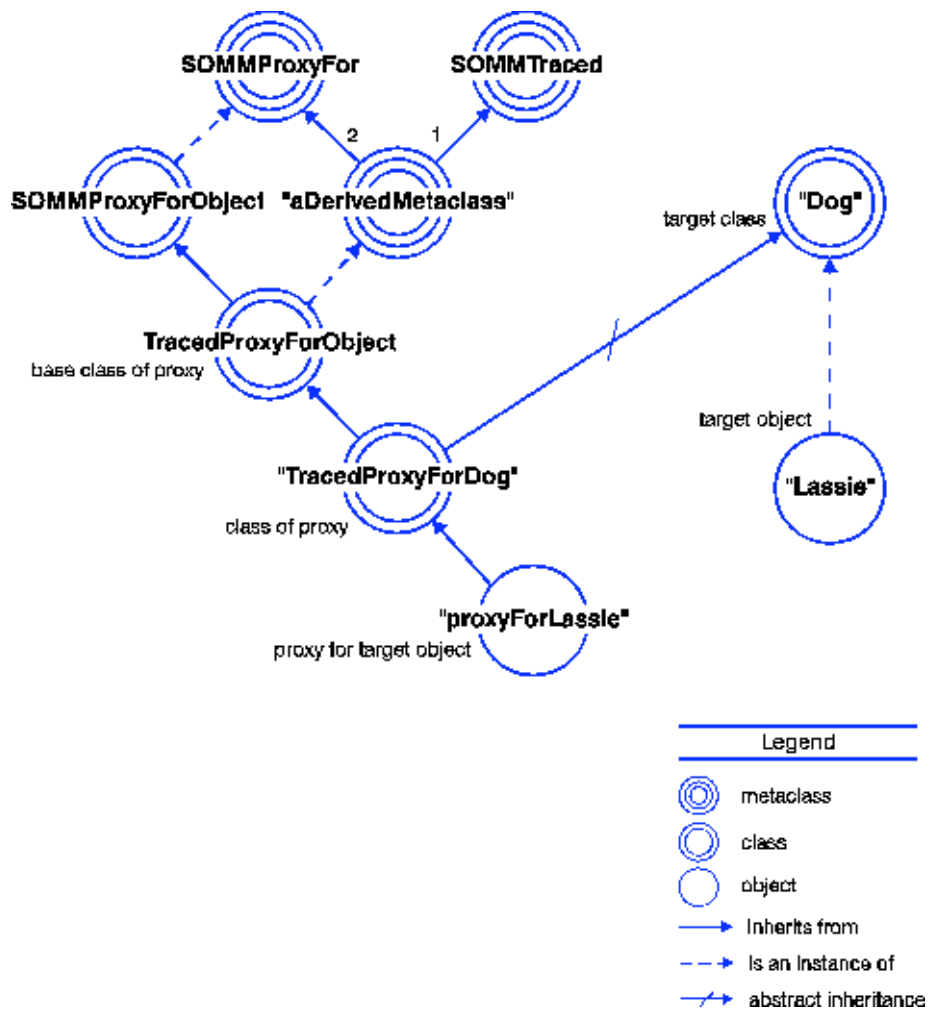 SOMMProxyFor
SOMMTraced
2
1
SOMMProxyForObject
"aDerivedMetaclass"
"Dog"
target class
TracedProxyForObject
base class of proxy
target object
"TracedProxyForDog"
"Lassie"
class of proxy
"proxyForLassie"
proxy for target object
Legend
metaclass
class
object
Inherits from
Is an Instance of
abstract inheritance